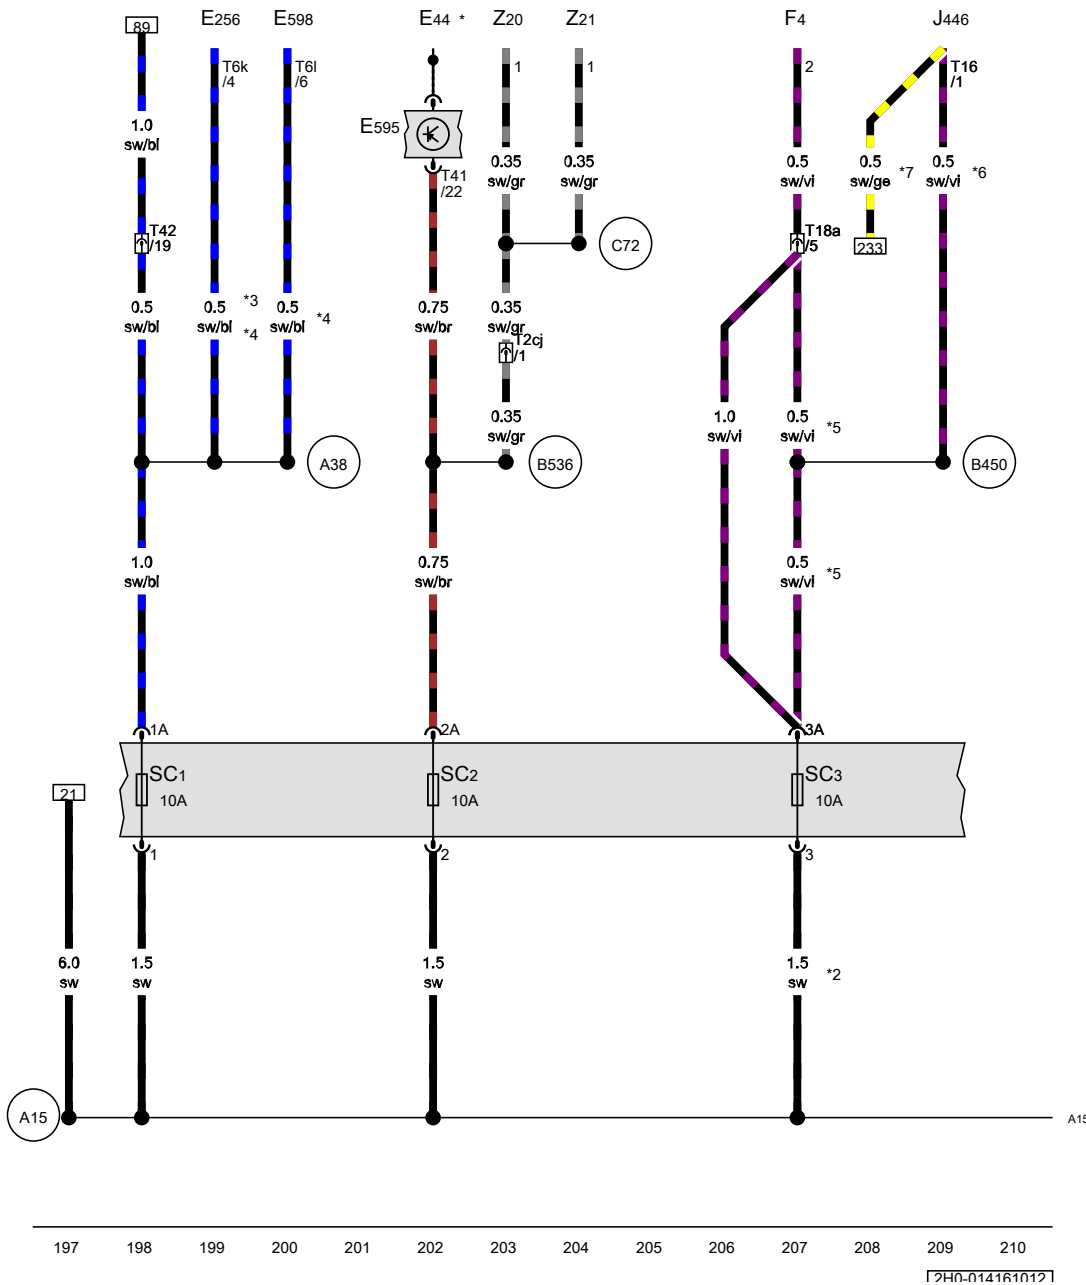 89 E256 E598 E44 * Z20 Z21 F4 J446
T6k /4
T6l /6
1 1 2
T16 /1
1.0 sw/bl
E595
T41 /22
0.35 sw/gr
0.35 sw/gr
0.5 sw/vi
0.5 sw/ge *7
0.5 sw/vi *6
T42 /19
C72
T18a /5
233
0.5 sw/bl
0.5 sw/bl *3 *4
0.5 sw/bl *4
0.75 sw/br
0.35 sw/gr
T2cj /1
0.35 sw/gr
1.0 sw/vi
0.5 sw/vi *5
A38
B536
B450
1.0 sw/bl
0.75 sw/br
0.5 sw/vi *5
1A 2A 3A
SC1 10A
SC2 10A
SC3 10A
21
1 2 3
6.0 sw
1.5 sw
1.5 sw
1.5 sw *2
A15
A15
197 198 199 200 201 202 203 204 205 206 207 208 209 210
2H0-014161012